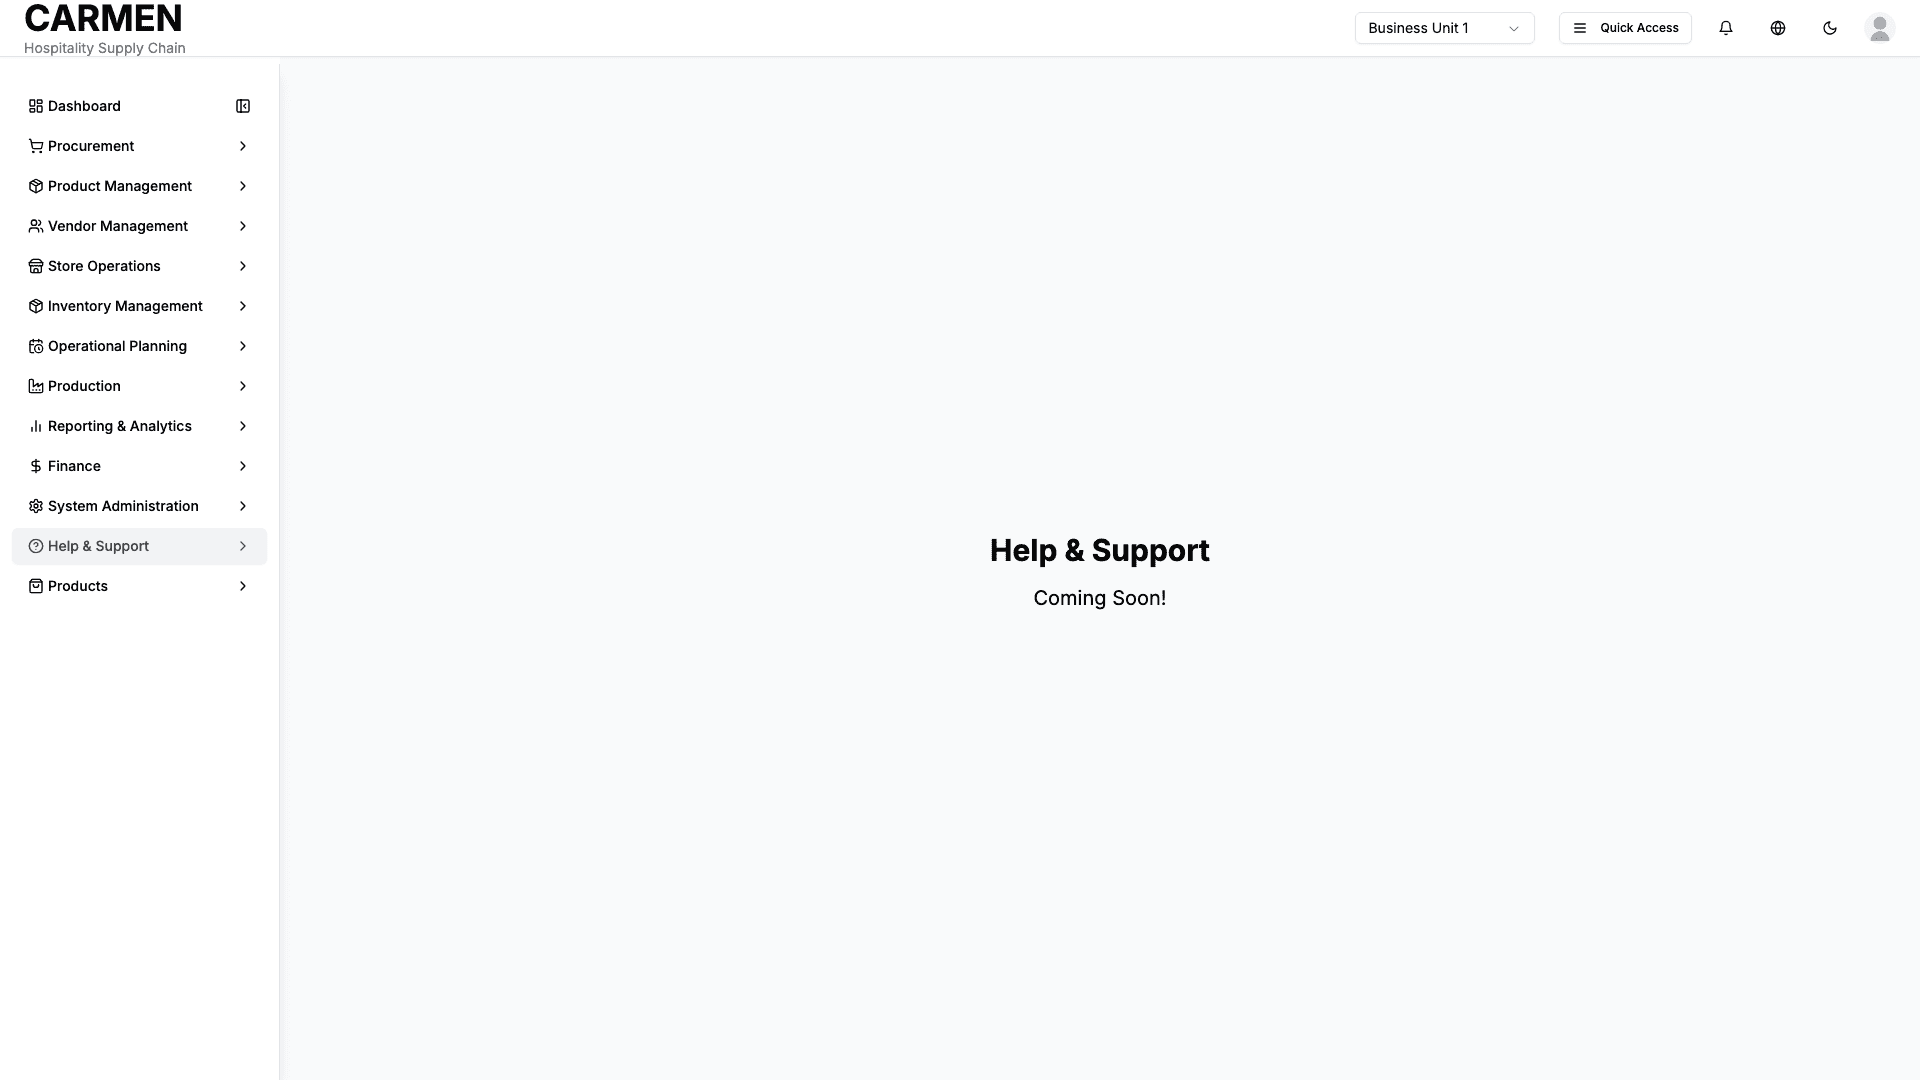 CARMEN
Hospitality Supply Chain
Business Unit 1
Quick Access
Dashboard
Procurement
Product Management
Vendor Management
Store Operations
Inventory Management
Operational Planning
Production
Reporting & Analytics
Finance
System Administration
Help & Support
Products
Help & Support
Coming Soon!